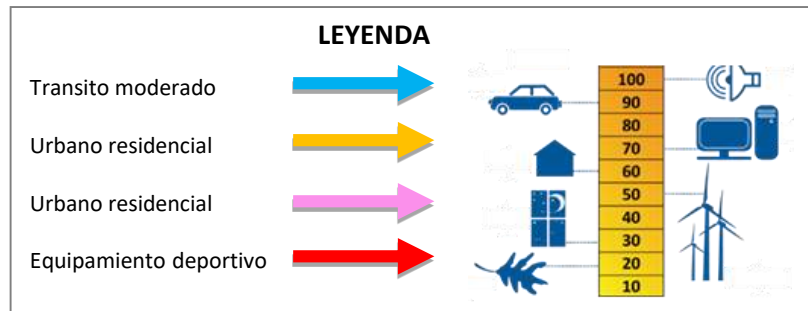 LEYENDA
Transito moderado
Urbano residencial
Urbano residencial
Equipamiento deportivo
100
90
80
70
60
50
40
30
20
10